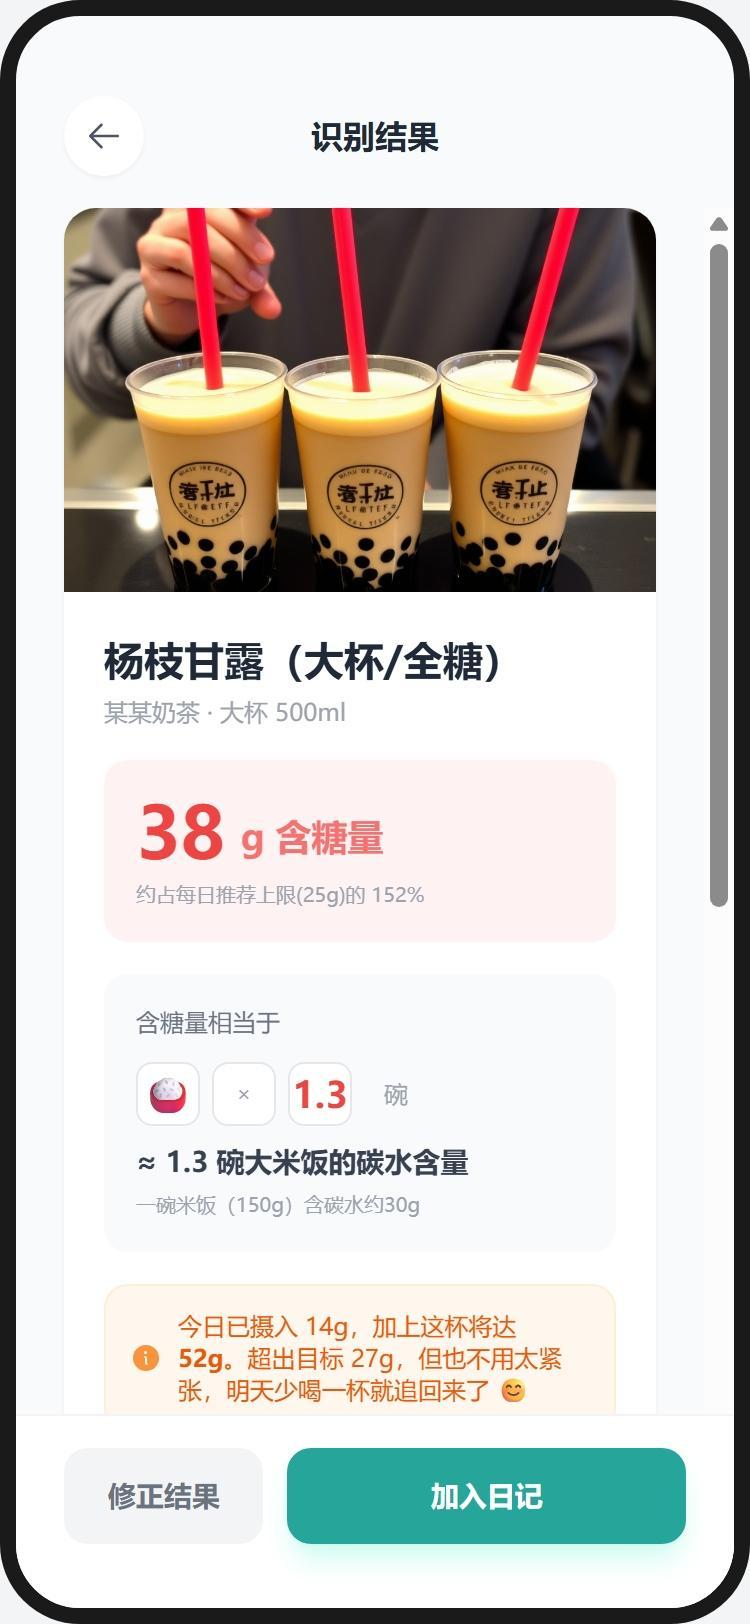 识别结果
杨枝甘露（大杯/全糖）
某某奶茶 · 大杯 500ml
38 g 含糖量
约占每日推荐上限(25g)的 152%
含糖量相当于
× 1.3 碗
≈ 1.3 碗大米饭的碳水含量
一碗米饭（150g）含碳水约30g
今日已摄入 14g，加上这杯将达
52g。超出目标 27g，但也不用太紧
张，明天少喝一杯就追回来了 😊
修正结果
加入日记